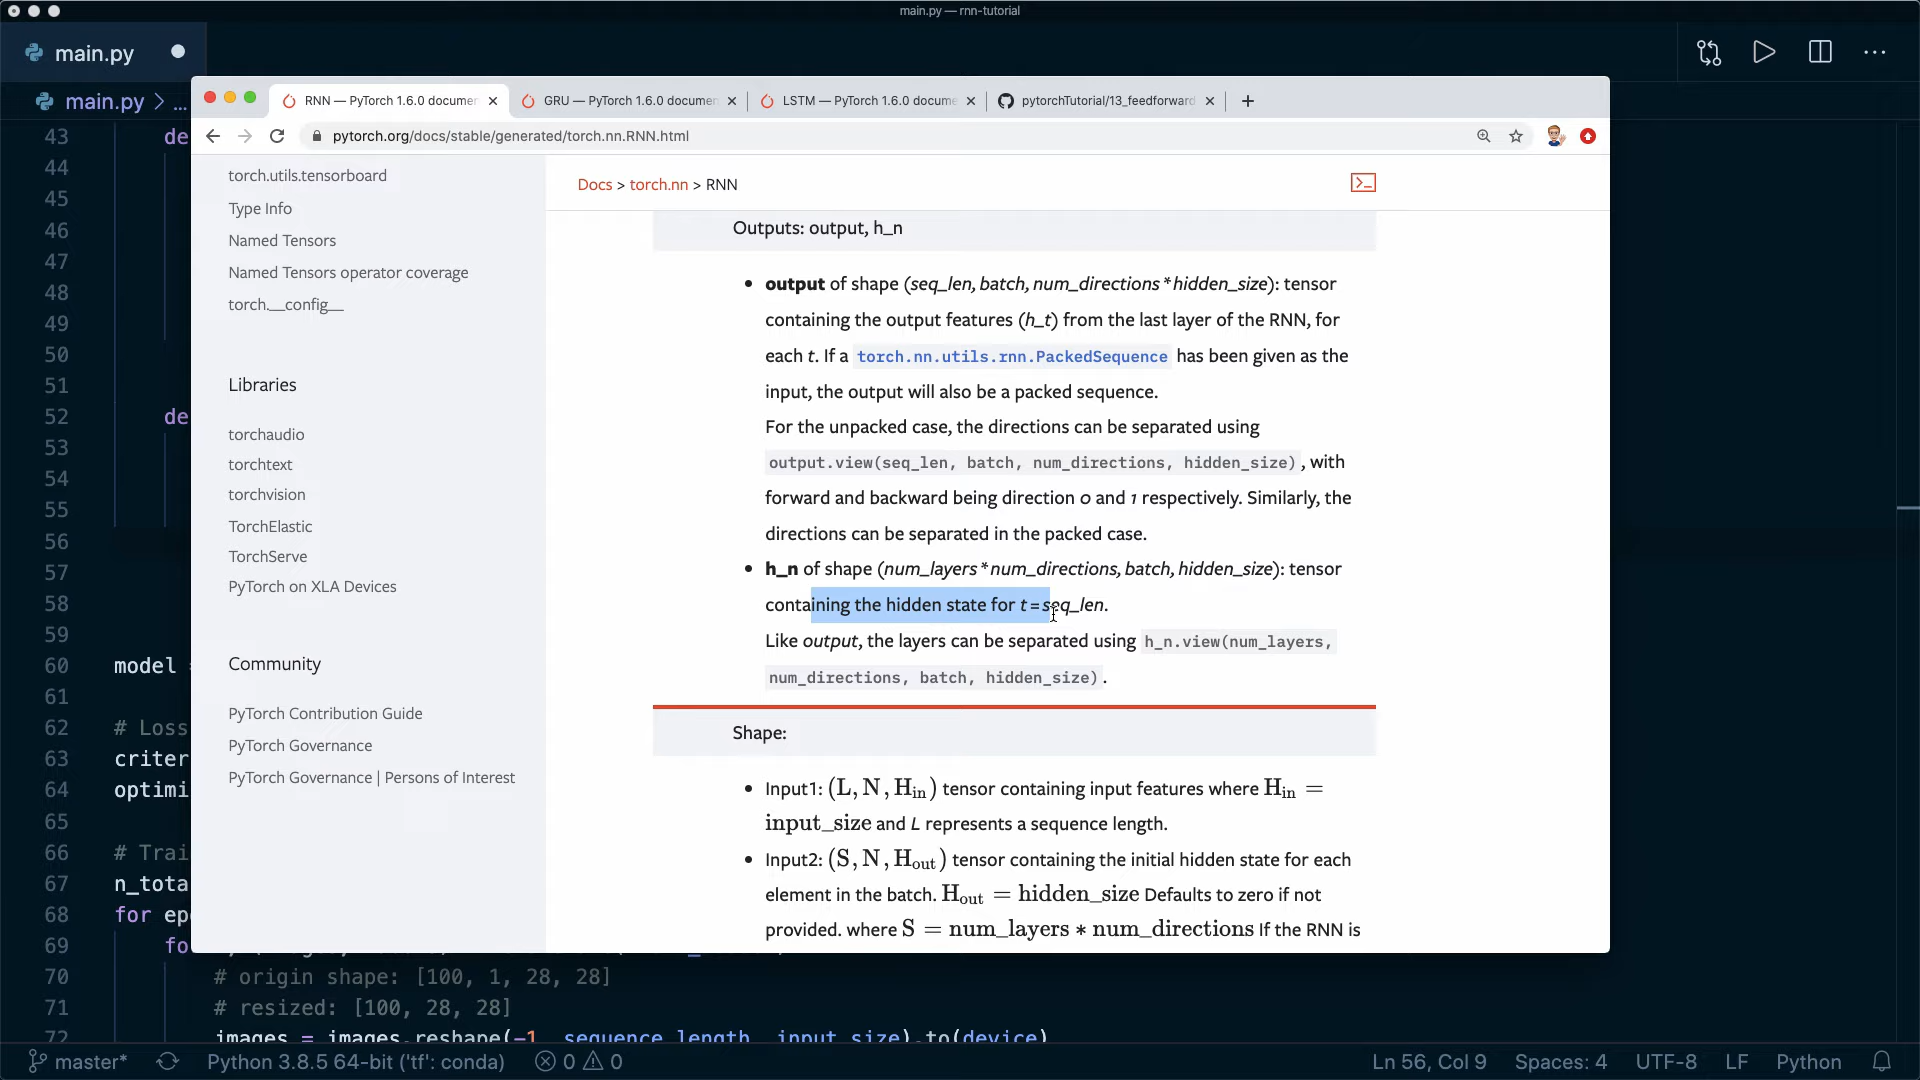 main.py — rnn-tutorial
main.py
main.py > ...
RNN — PyTorch 1.6.0 documen
GRU — PyTorch 1.6.0 documen
LSTM — PyTorch 1.6.0 docume
pytorchTutorial/13_feedforward
pytorch.org/docs/stable/generated/torch.nn.RNN.html
torch.utils.tensorboard
Type Info
Named Tensors
Named Tensors operator coverage
torch.__config__
Libraries
torchaudio
torchtext
torchvision
TorchElastic
TorchServe
PyTorch on XLA Devices
Community
PyTorch Contribution Guide
PyTorch Governance
PyTorch Governance | Persons of Interest
Docs > torch.nn > RNN
Outputs: output, h_n
• output of shape (seq_len, batch, num_directions * hidden_size): tensor
containing the output features (h_t) from the last layer of the RNN, for
each t. If a torch.nn.utils.rnn.PackedSequence has been given as the
input, the output will also be a packed sequence.
For the unpacked case, the directions can be separated using
output.view(seq_len, batch, num_directions, hidden_size), with
forward and backward being direction 0 and 1 respectively. Similarly, the
directions can be separated in the packed case.
• h_n of shape (num_layers * num_directions, batch, hidden_size): tensor
containing the hidden state for t = seq_len.
Like output, the layers can be separated using h_n.view(num_layers,
num_directions, batch, hidden_size).
Shape:
• Input1: (L, N, H_in) tensor containing input features where H_in =
input_size and L represents a sequence length.
• Input2: (S, N, H_out) tensor containing the initial hidden state for each
element in the batch. H_out = hidden_size Defaults to zero if not
provided. where S = num_layers * num_directions If the RNN is
43 de
44
45
46
47
48
49
50
51
52 de
53
54
55
56
57
58
59
60 model
61
62 # Loss
63 criter
64 optimi
65
66 # Trai
67 n_tota
68 for ep
69 fo
70 # origin shape: [100, 1, 28, 28]
71 # resized: [100, 28, 28]
72 images = images.reshape(-1, sequence_length, input_size).to(device)
master*
Python 3.8.5 64-bit ('tf': conda)
0
0
Ln 56, Col 9
Spaces: 4
UTF-8
LF
Python